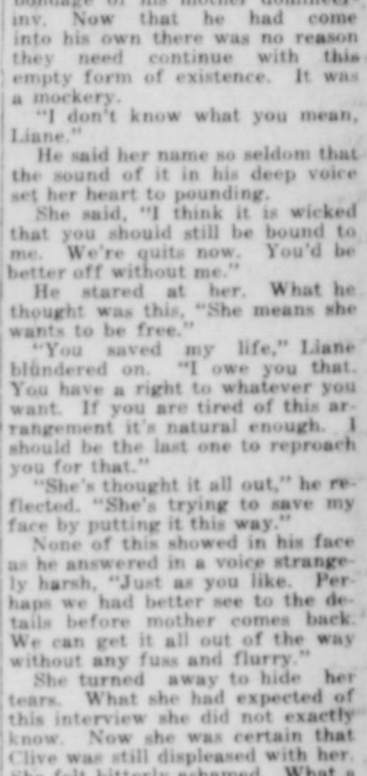 bondage of his mother domineer-
inv. Now that he had come
into his own there was no reason
they need continue with this
empty form of existence. It was
a mockery.
"I don't know what you mean,
Liane."
He said her name so seldom that
the sound of it in his deep voice
set her heart to pounding.
She said, "I think it is wicked
that you should still be bound to
me. We're quits now. You'd be
better off without me."
He stared at her. What he
thought was this, "She means she
wants to be free."
"You saved my life," Liane
blundered on. "I owe you that.
You have a right to whatever you
want. If you are tired of this ar-
rangement it's natural enough. I
should be the last one to reproach
you for that."
"She's thought it all out," he re-
flected. "She's trying to save my
face by putting it this way."
None of this showed in his face
as he answered in a voice strange-
ly harsh, "Just as you like. Per-
haps we had better see to the de-
tails before mother comes back.
We can get it all out of the way
without any fuss and flurry."
She turned away to hide her
tears. What she had expected of
this interview she did not exactly
know. Now she was certain that
Clive was still displeased with her.
She felt bitterly ashamed. What a